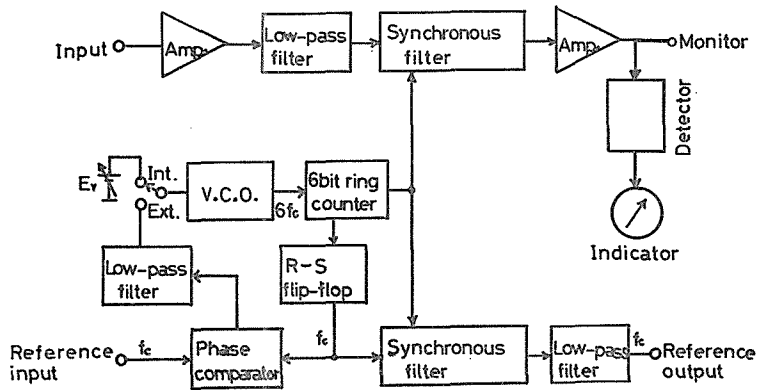 Input
Amp.
Low-pass
filter
Synchronous
filter
Amp.
Monitor
Detector
Indicator
Ev
Int.
Ext.
V.C.O.
6fc
6bit ring
counter
Low-pass
filter
R-S
flip-flop
Reference
input
fc
Phase
comparator
fc
Synchronous
filter
Low-pass
filter
fc
Reference
output